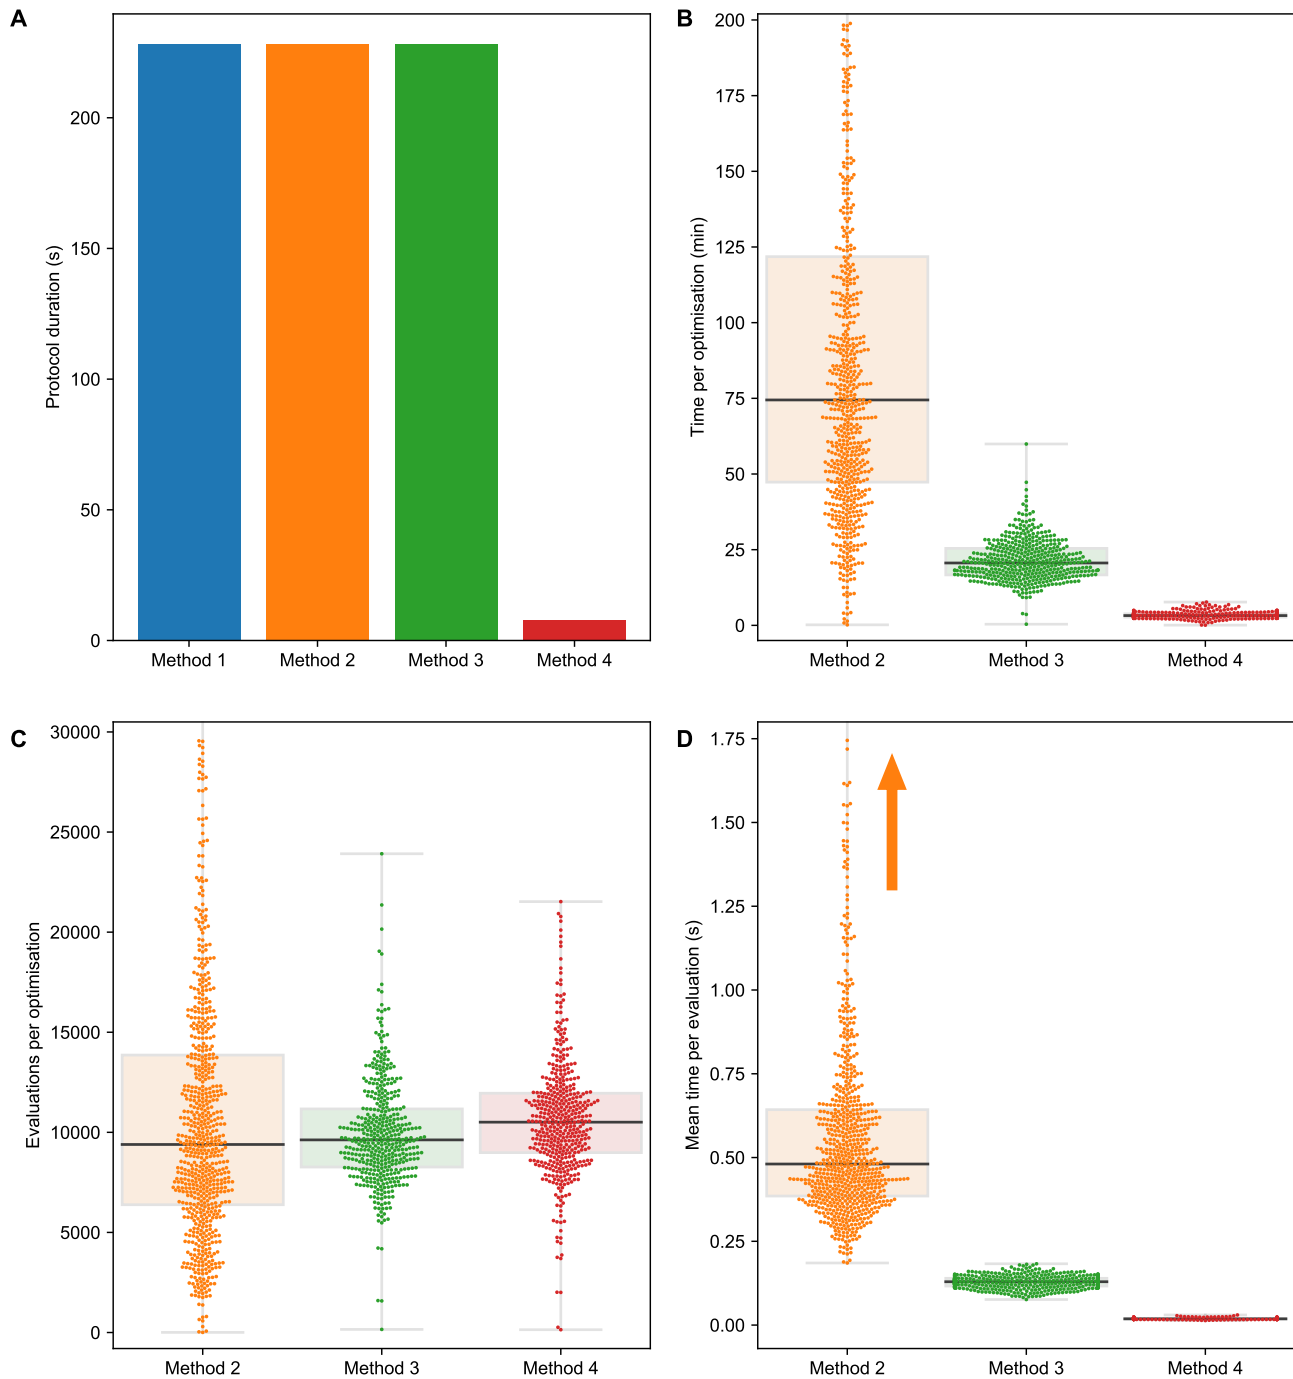 A
Protocol duration (s)
200
150
100
50
0
Method 1 Method 2 Method 3 Method 4
B
Time per optimisation (min)
200
175
150
125
100
75
50
25
0
Method 2 Method 3 Method 4
C
Evaluations per optimisation
30000
25000
20000
15000
10000
5000
0
Method 2 Method 3 Method 4
D
Mean time per evaluation (s)
1.75
1.50
1.25
1.00
0.75
0.50
0.25
0.00
Method 2 Method 3 Method 4